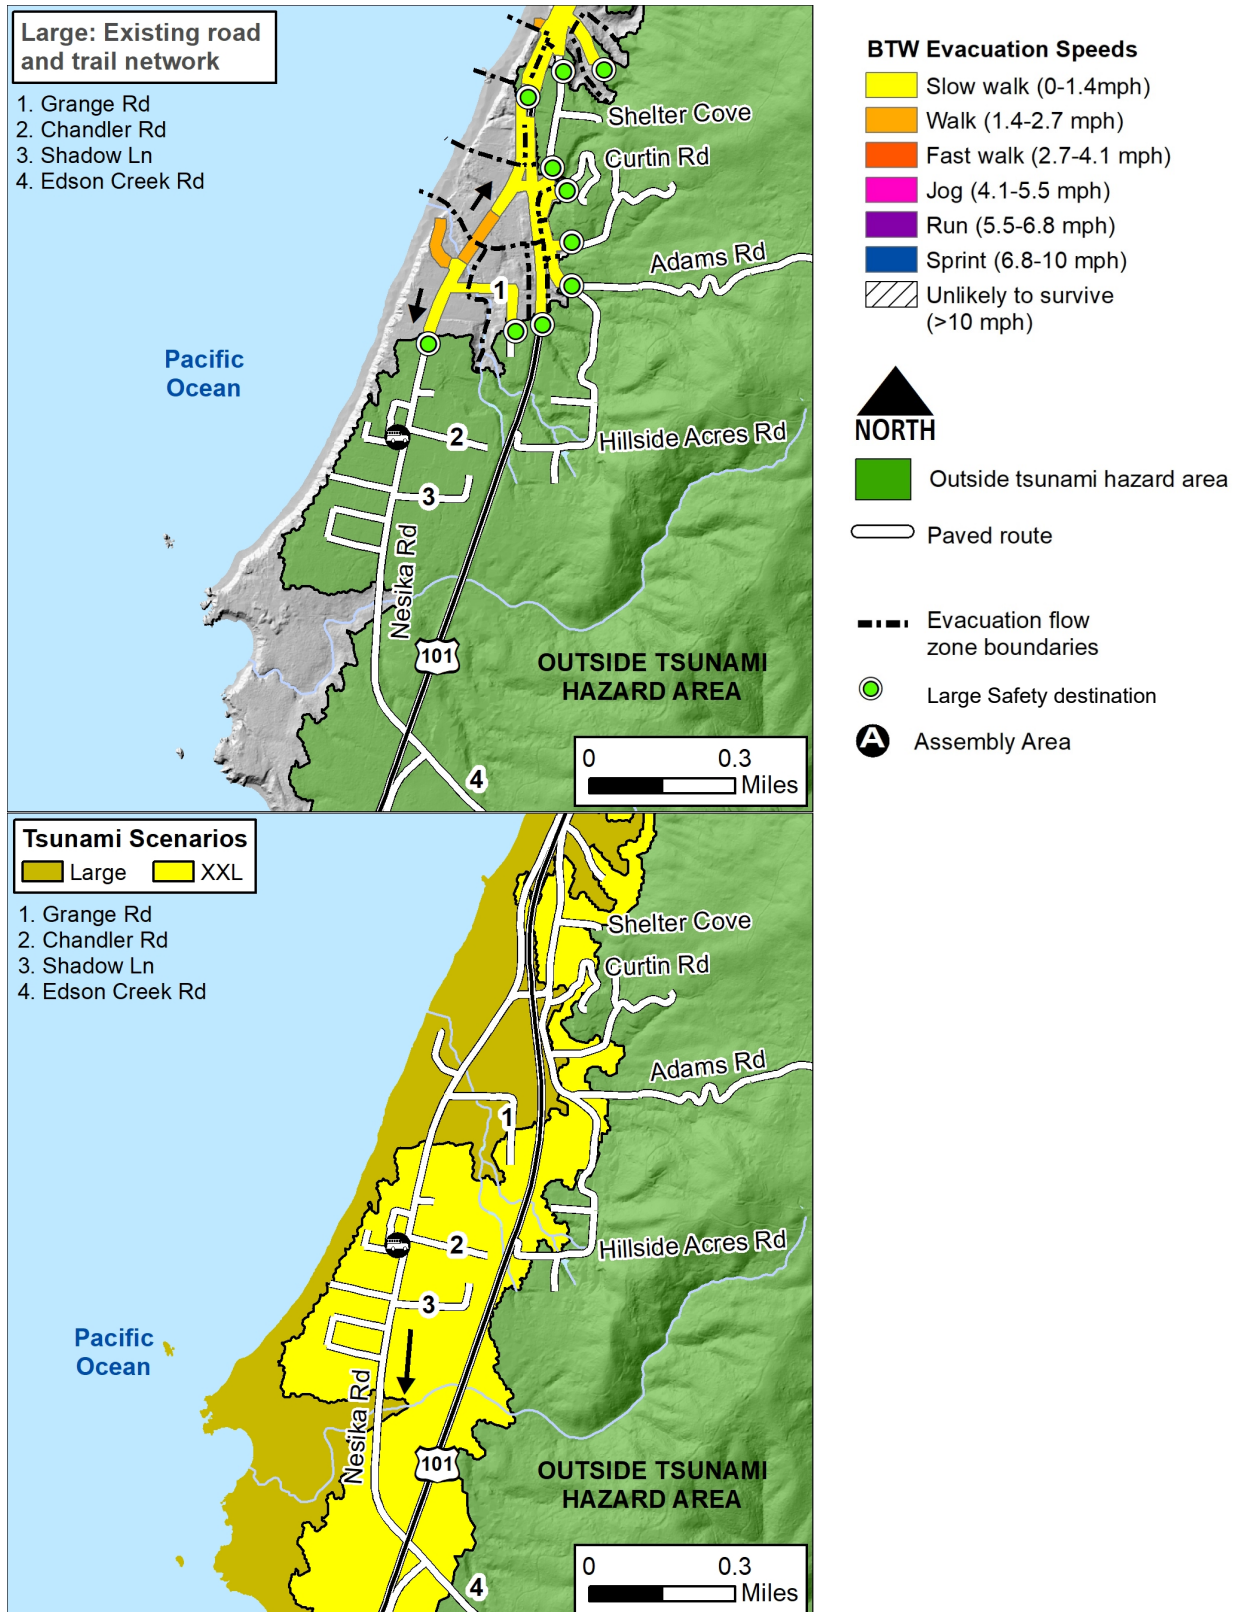 Large: Existing road
and trail network
1. Grange Rd
2. Chandler Rd
3. Shadow Ln
4. Edson Creek Rd
Shelter Cove
Curtin Rd
Adams Rd
1
Pacific
Ocean
2
Hillside Acres Rd
3
Nesika Rd
101
OUTSIDE TSUNAMI
HAZARD AREA
4
0 0.3
Miles
BTW Evacuation Speeds
Slow walk (0-1.4mph)
Walk (1.4-2.7 mph)
Fast walk (2.7-4.1 mph)
Jog (4.1-5.5 mph)
Run (5.5-6.8 mph)
Sprint (6.8-10 mph)
Unlikely to survive
(>10 mph)
NORTH
Outside tsunami hazard area
Paved route
Evacuation flow
zone boundaries
Large Safety destination
A Assembly Area
Tsunami Scenarios
Large XXL
1. Grange Rd
2. Chandler Rd
3. Shadow Ln
4. Edson Creek Rd
Shelter Cove
Curtin Rd
Adams Rd
1
2
Hillside Acres Rd
3
Pacific
Ocean
Nesika Rd
101
OUTSIDE TSUNAMI
HAZARD AREA
4
0 0.3
Miles